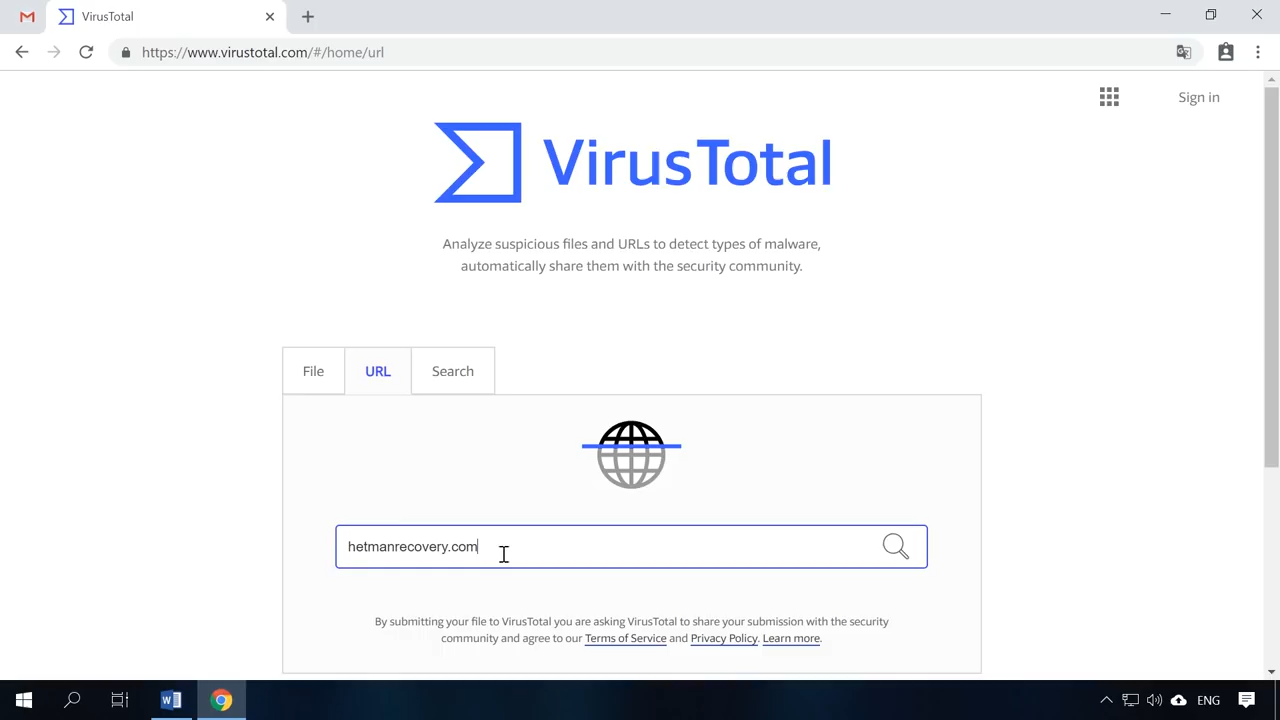 VirusTotal
https://www.virustotal.com/#/home/url
Sign in
VirusTotal
Analyze suspicious files and URLs to detect types of malware,
automatically share them with the security community.
File
URL
Search
hetmanrecovery.com
By submitting your file to VirusTotal you are asking VirusTotal to share your submission with the security
community and agree to our Terms of Service and Privacy Policy. Learn more.
ENG